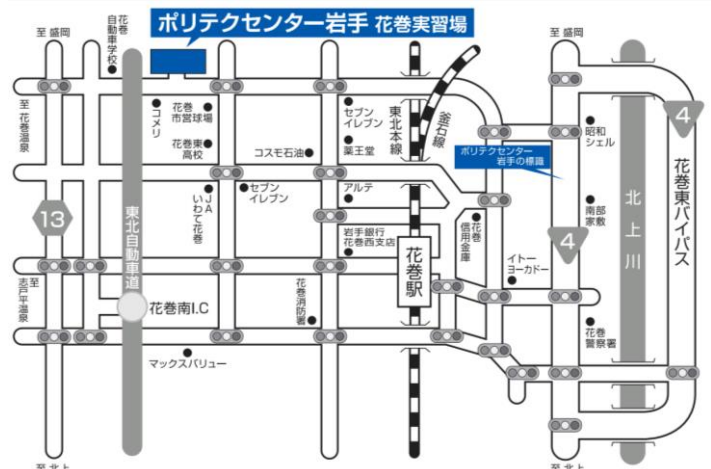 ポリテクセンター岩手 花巻実習場
至 盛岡
花巻
自動車学校
至 盛岡
至 花巻温泉
コメリ
花巻
市営球場
花巻東
高校
セブン
イレブン
薬王堂
コスモ石油
東北本線
釜石線
ポリテクセンター
岩手の標識
昭和
シェル
4
花巻東バイパス
13
東北自動車道
JA
いわて花巻
セブン
イレブン
アルテ
岩手銀行
花巻西支店
花巻駅
花巻
信用金庫
イトー
ヨーカドー
南部
家敷
4
北上川
至
志戸平温泉
花巻南I.C
花巻消防署
花巻
警察署
マックスバリュー
至 北上
至 北上